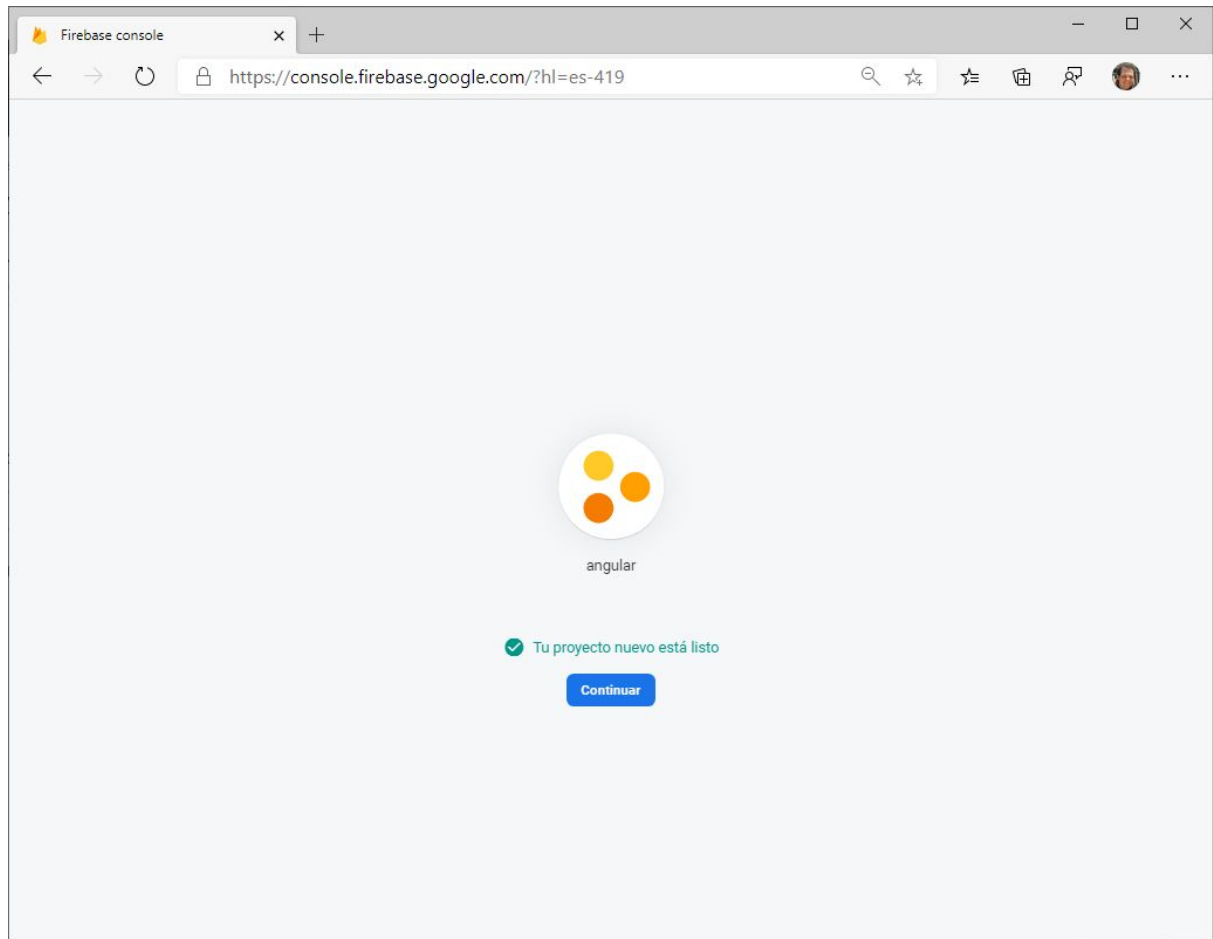 Firebase console
https://console.firebase.google.com/?hl=es-419
angular
Tu proyecto nuevo está listo
Continuar